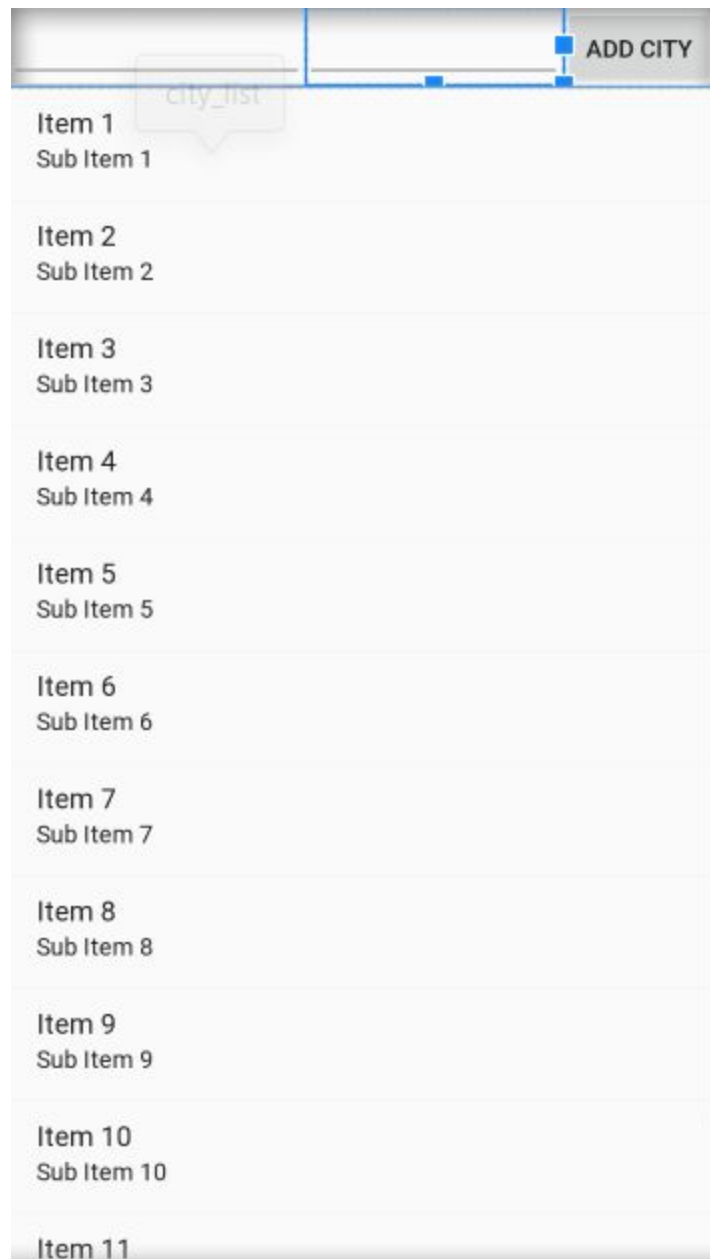 ADD CITY
city_list
Item 1
Sub Item 1
Item 2
Sub Item 2
Item 3
Sub Item 3
Item 4
Sub Item 4
Item 5
Sub Item 5
Item 6
Sub Item 6
Item 7
Sub Item 7
Item 8
Sub Item 8
Item 9
Sub Item 9
Item 10
Sub Item 10
Item 11